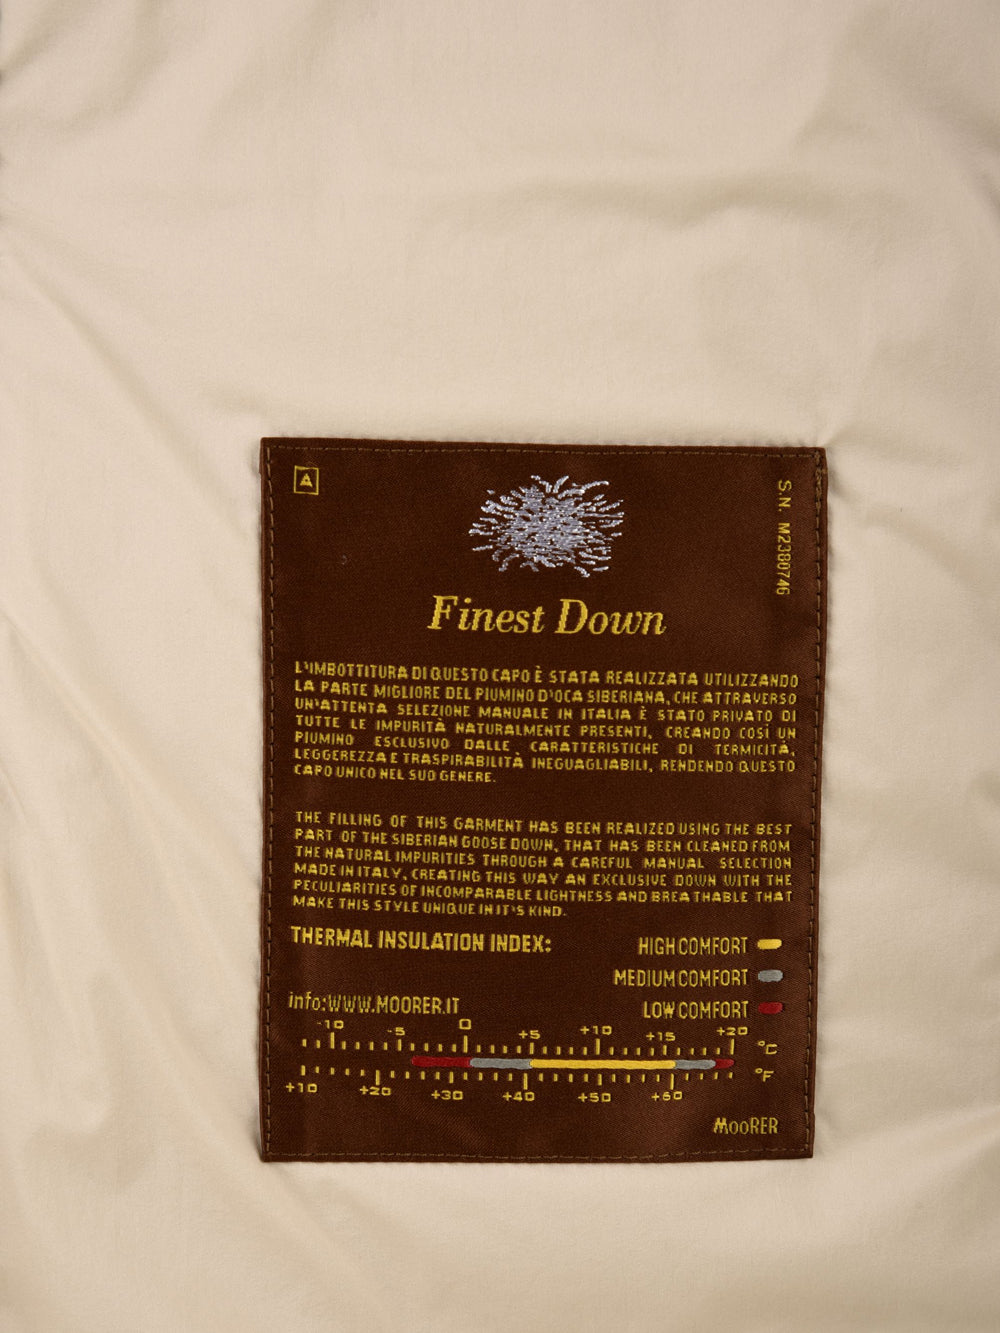 A
S.N. M2380746
Finest Down
L'IMBOTTITURA DI QUESTO CAPO È STATA REALIZZATA UTILIZZANDO
LA PARTE MIGLIORE DEL PIUMINO D'OCA SIBERIANA, CHE ATTRAVERSO
UN'ATTENTA SELEZIONE MANUALE IN ITALIA È STATO PRIVATO DI
TUTTE LE IMPURITÀ NATURALMENTE PRESENTI, CREANDO COSÌ UN
PIUMINO ESCLUSIVO DALLE CARATTERISTICHE DI TERMICITÀ,
LEGGEREZZA E TRASPIRABILITÀ INEGUAGLIABILI, RENDENDO QUESTO
CAPO UNICO NEL SUO GENERE.
THE FILLING OF THIS GARMENT HAS BEEN REALIZED USING THE BEST
PART OF THE SIBERIAN GOOSE DOWN, THAT HAS BEEN CLEANED FROM
THE NATURAL IMPURITIES THROUGH A CAREFUL MANUAL SELECTION
MADE IN ITALY, CREATING THIS WAY AN EXCLUSIVE DOWN WITH THE
PECULIARITIES OF INCOMPARABLE LIGHTNESS AND BREATHABLE THAT
MAKE THIS STYLE UNIQUE IN IT'S KIND.
THERMAL INSULATION INDEX: HIGH COMFORT
MEDIUM COMFORT
info:WWW.MOORER.IT LOW COMFORT
-10 -5 0 +5 +10 +15 +20 °C
°F
+10 +20 +30 +40 +50 +60
MooRER